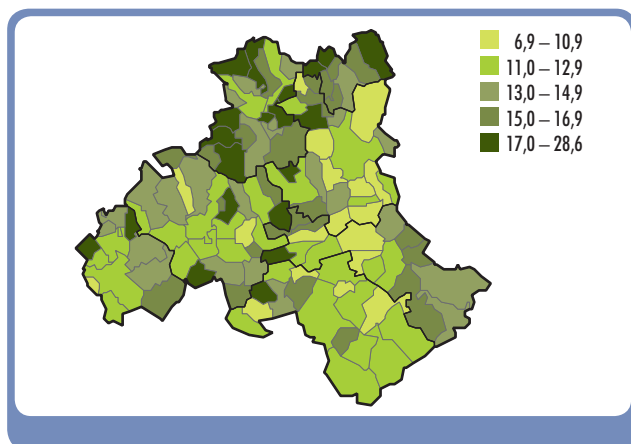 6,9 – 10,9
11,0 – 12,9
13,0 – 14,9
15,0 – 16,9
17,0 – 28,6